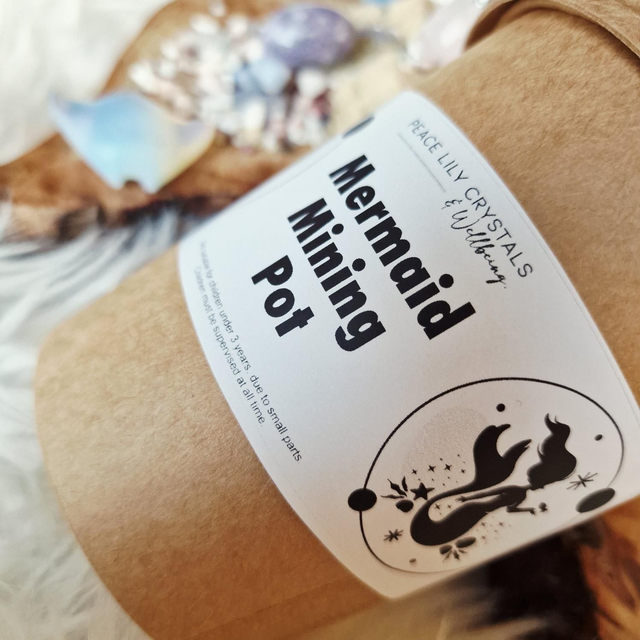 PEACE LILY CRYSTALS
& Wellbeing
Mermaid
Mining
Pot
suitable for children under 3 years, due to small parts
Children must be supervised at all time